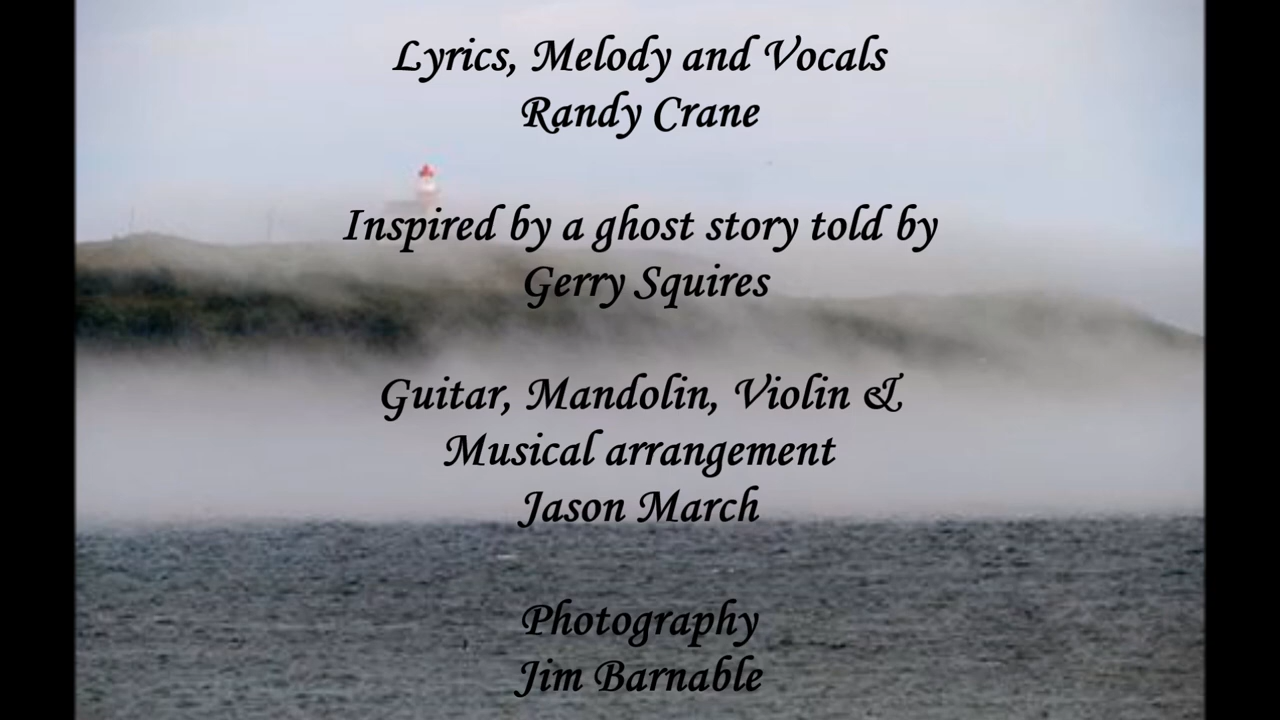 Lyrics, Melody and Vocals
Randy Crane
Inspired by a ghost story told by
Gerry Squires
Guitar, Mandolin, Violin &
Musical arrangement
Jason March
Photography
Jim Barnable